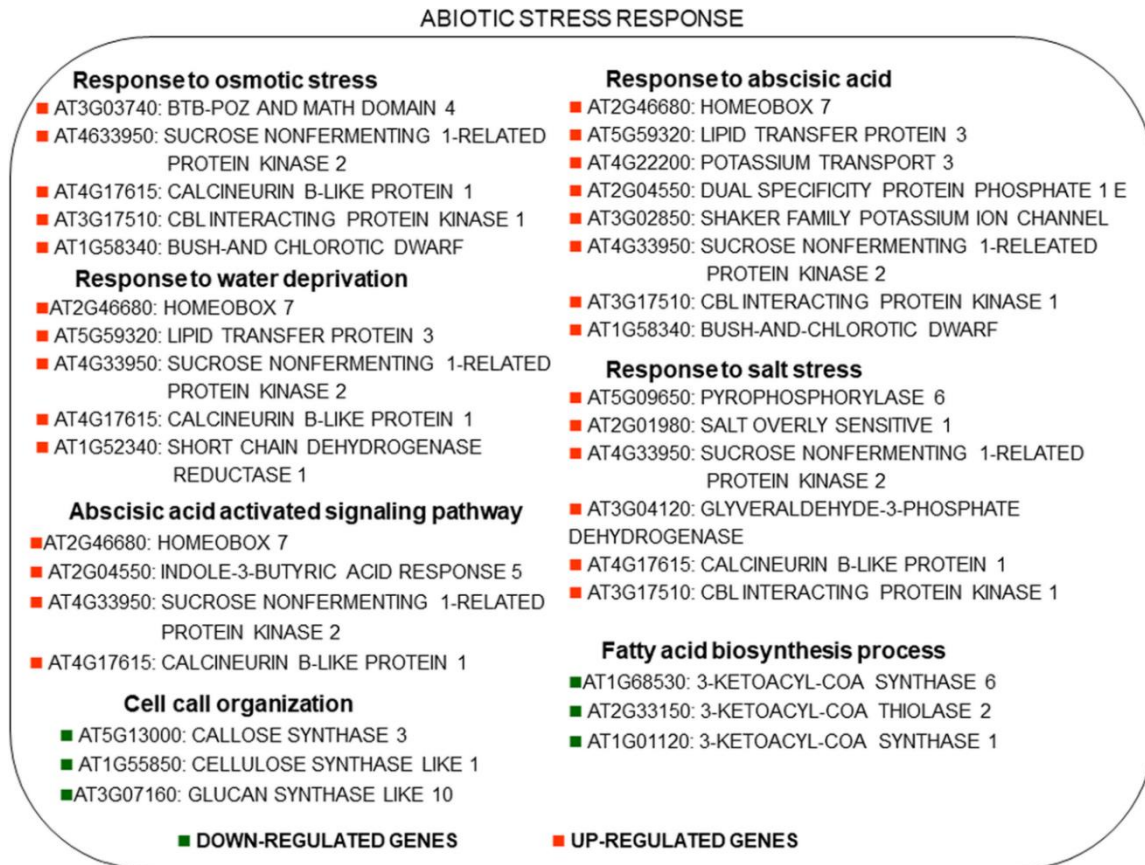 ABIOTIC STRESS RESPONSE
Response to osmotic stress
AT3G03740: BTB-POZ AND MATH DOMAIN 4
AT4633950: SUCROSE NONFERMENTING 1-RELATED
PROTEIN KINASE 2
AT4G17615: CALCINEURIN B-LIKE PROTEIN 1
AT3G17510: CBL INTERACTING PROTEIN KINASE 1
AT1G58340: BUSH-AND CHLOROTIC DWARF
Response to water deprivation
AT2G46680: HOMEOBOX 7
AT5G59320: LIPID TRANSFER PROTEIN 3
AT4G33950: SUCROSE NONFERMENTING 1-RELATED
PROTEIN KINASE 2
AT4G17615: CALCINEURIN B-LIKE PROTEIN 1
AT1G52340: SHORT CHAIN DEHYDROGENASE
REDUCTASE 1
Abscisic acid activated signaling pathway
AT2G46680: HOMEOBOX 7
AT2G04550: INDOLE-3-BUTYRIC ACID RESPONSE 5
AT4G33950: SUCROSE NONFERMENTING 1-RELATED
PROTEIN KINASE 2
AT4G17615: CALCINEURIN B-LIKE PROTEIN 1
Cell call organization
AT5G13000: CALLOSE SYNTHASE 3
AT1G55850: CELLULOSE SYNTHASE LIKE 1
AT3G07160: GLUCAN SYNTHASE LIKE 10
Response to abscisic acid
AT2G46680: HOMEOBOX 7
AT5G59320: LIPID TRANSFER PROTEIN 3
AT4G22200: POTASSIUM TRANSPORT 3
AT2G04550: DUAL SPECIFICITY PROTEIN PHOSPHATE 1 E
AT3G02850: SHAKER FAMILY POTASSIUM ION CHANNEL
AT4G33950: SUCROSE NONFERMENTING 1-RELEATED
PROTEIN KINASE 2
AT3G17510: CBL INTERACTING PROTEIN KINASE 1
AT1G58340: BUSH-AND-CHLOROTIC DWARF
Response to salt stress
AT5G09650: PYROPHOSPHORYLASE 6
AT2G01980: SALT OVERLY SENSITIVE 1
AT4G33950: SUCROSE NONFERMENTING 1-RELATED
PROTEIN KINASE 2
AT3G04120: GLYVERALDEHYDE-3-PHOSPHATE
DEHYDROGENASE
AT4G17615: CALCINEURIN B-LIKE PROTEIN 1
AT3G17510: CBL INTERACTING PROTEIN KINASE 1
Fatty acid biosynthesis process
AT1G68530: 3-KETOACYL-COA SYNTHASE 6
AT2G33150: 3-KETOACYL-COA THIOLASE 2
AT1G01120: 3-KETOACYL-COA SYNTHASE 1
DOWN-REGULATED GENES
UP-REGULATED GENES